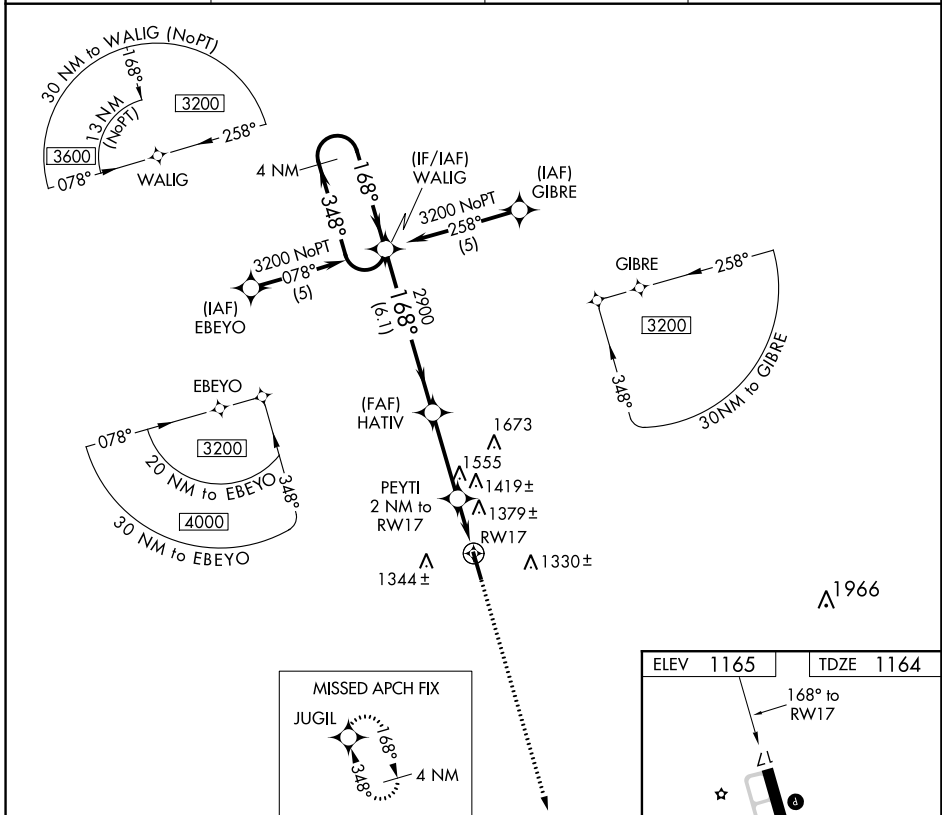 30 NM to WALIG (NoPT)
168°
13 NM
(NoPT)
3200
3600
258°
078°
WALIG
4 NM
168°
348°
(IF/IAF)
WALIG
(IAF)
GIBRE
3200 NoPT
258°
(5)
3200 NoPT
078°
(5)
(IAF)
EBEYO
2900
168°
(6.1)
GIBRE
258°
3200
348°
30NM to GIBRE
EBEYO
078°
3200
20 NM to EBEYO
348°
4000
30 NM to EBEYO
(FAF)
HATIV
1673
1555
1419±
PEYTI
2 NM to
RW17
1379±
RW17
1344±
1330±
1966
MISSED APCH FIX
JUGIL
168°
348°
4 NM
ELEV 1165
TDZE 1164
168° to
RW17
17
P